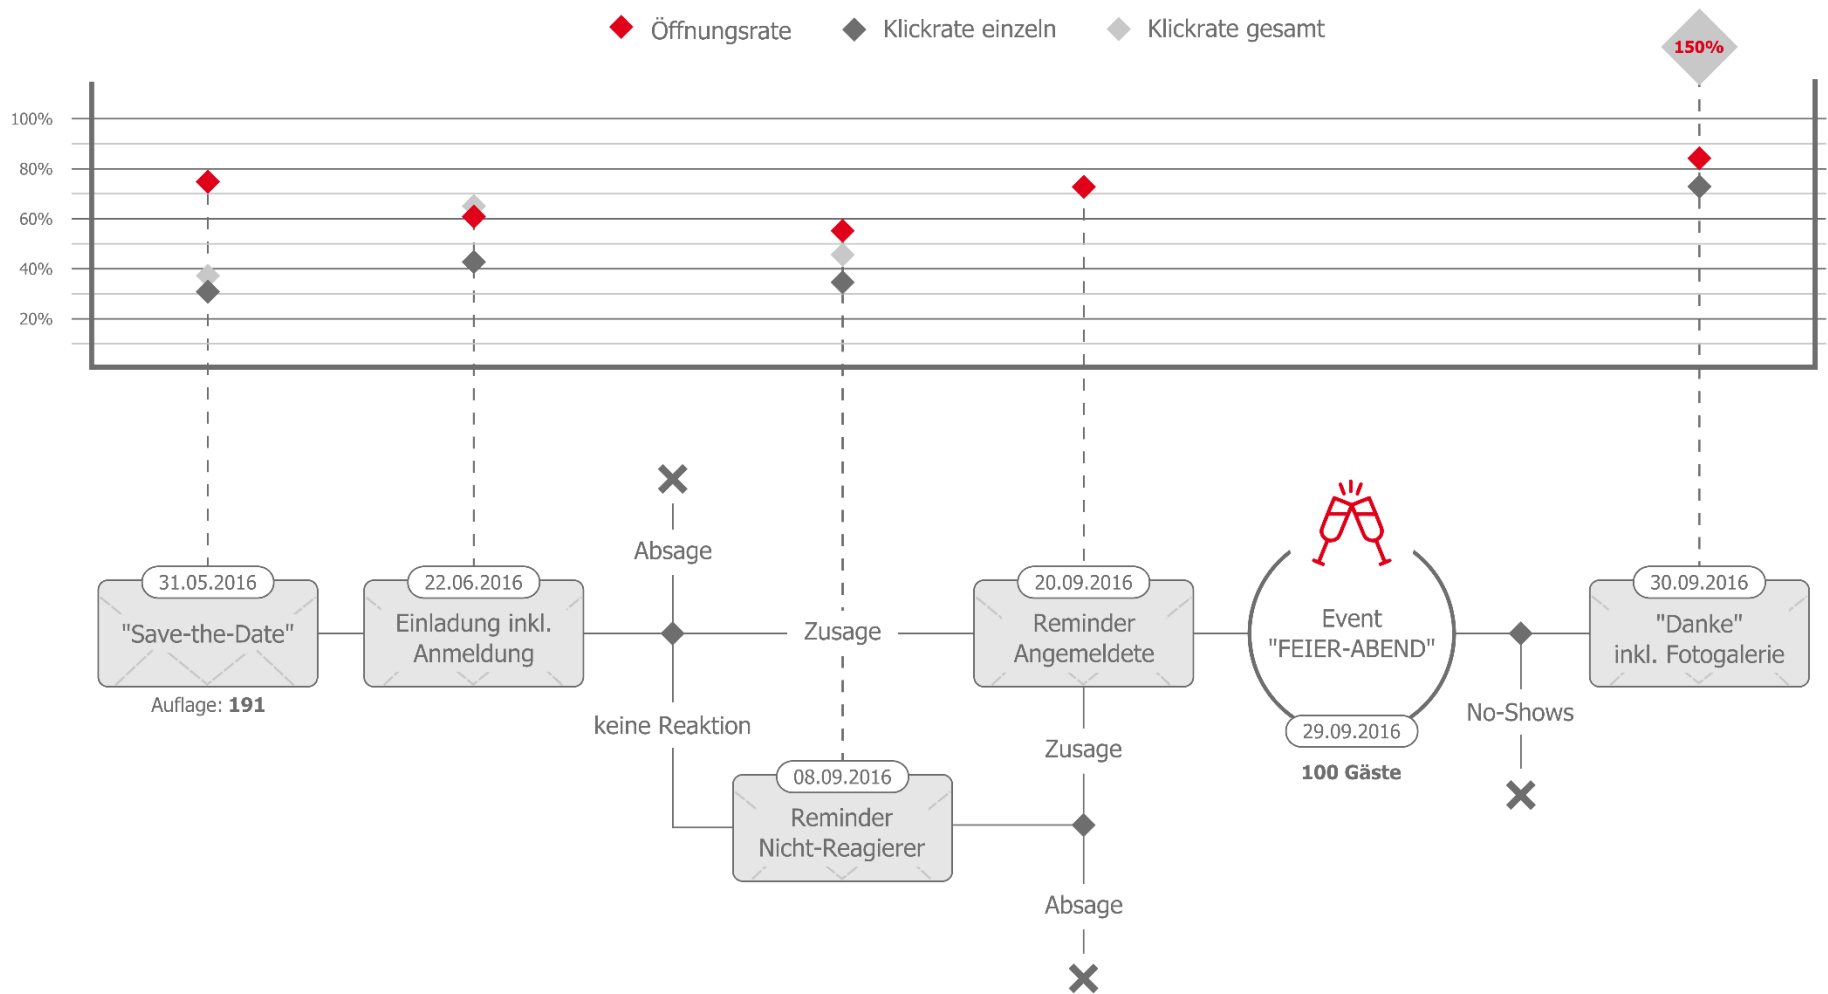 Öffnungsrate
Klickrate einzeln
Klickrate gesamt
150%
100%
80%
60%
40%
20%
Absage
31.05.2016
"Save-the-Date"
Auflage: 191
22.06.2016
Einladung inkl.
Anmeldung
Zusage
keine Reaktion
08.09.2016
Reminder
Nicht-Reagierer
20.09.2016
Reminder
Angemeldete
Zusage
Absage
Event
"FEIER-ABEND"
29.09.2016
100 Gäste
No-Shows
30.09.2016
"Danke"
inkl. Fotogalerie